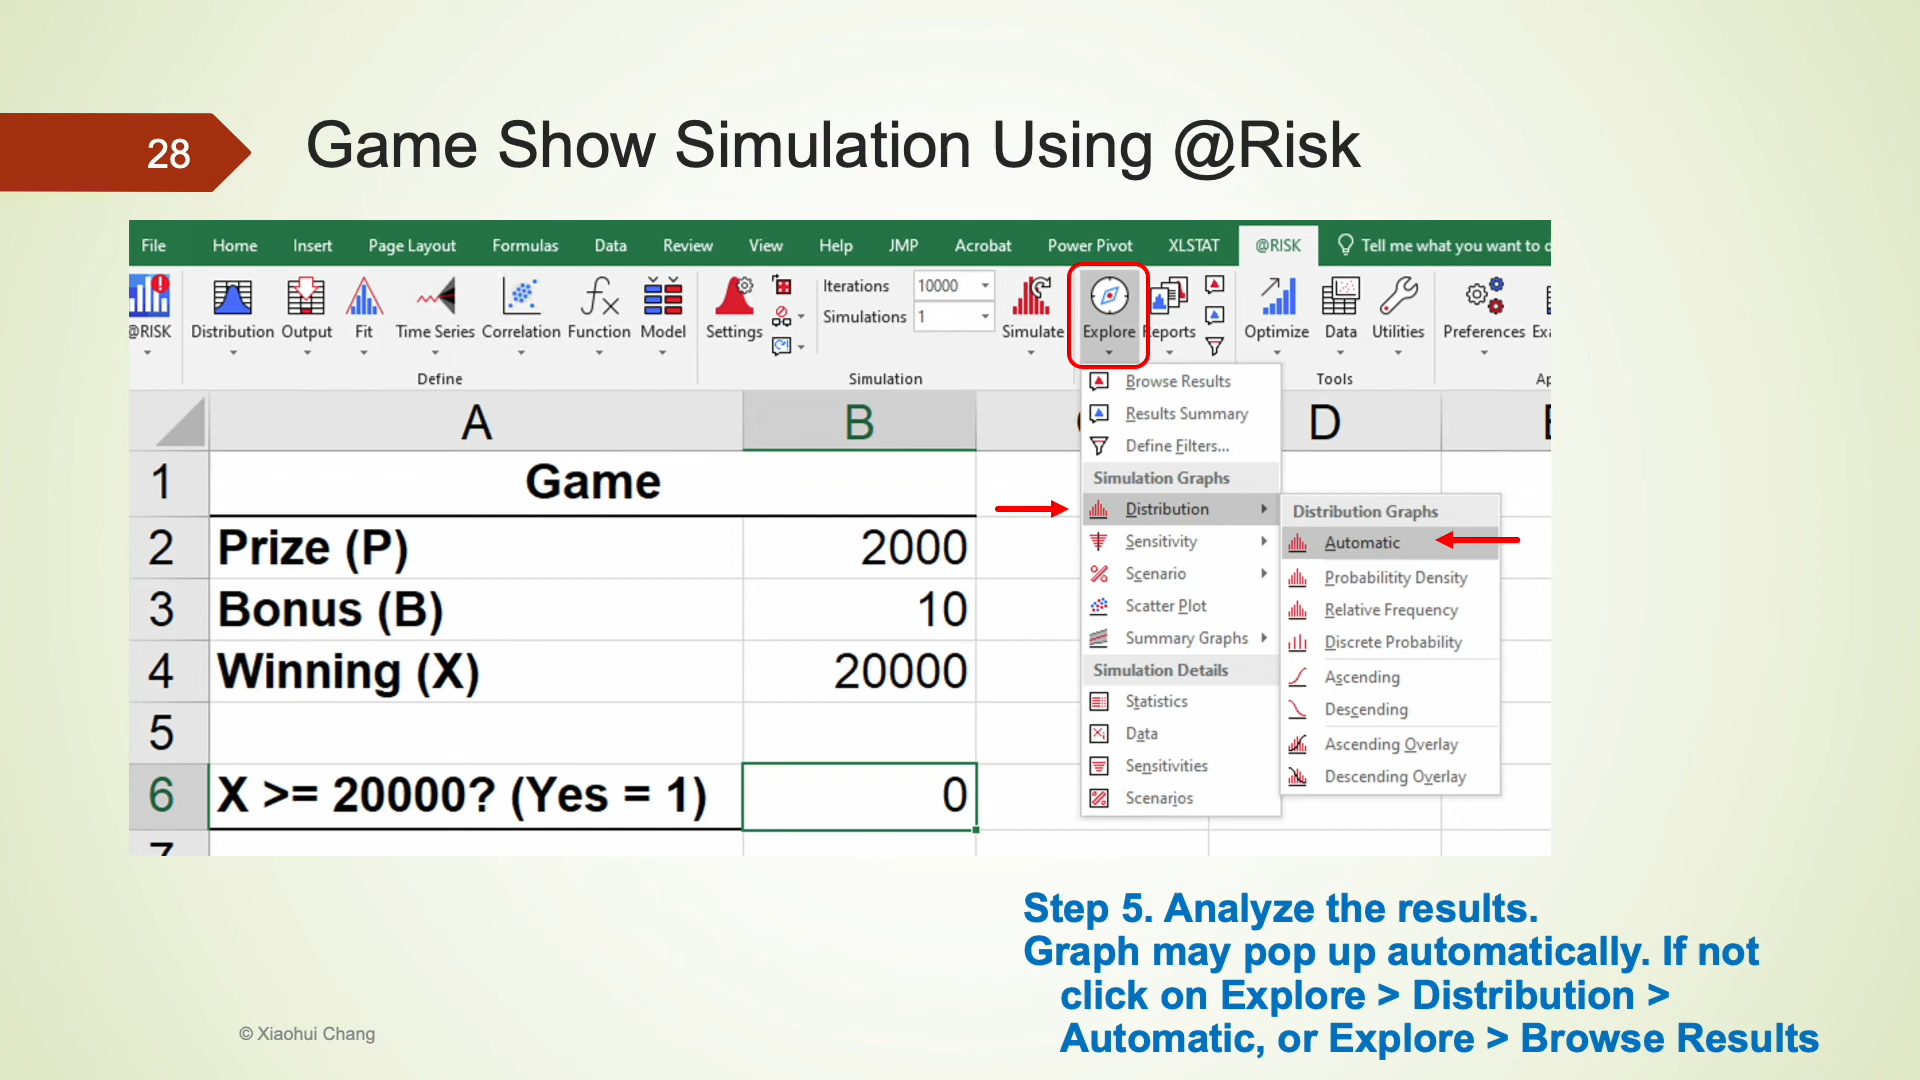 28
Game Show Simulation Using @Risk
File Home Insert Page Layout Formulas Data Review View Help JMP Acrobat Power Pivot XLSTAT @RISK Tell me what you want to d
@RISK Distribution Output Fit Time Series Correlation Function Model Settings Iterations 10000 Simulations 1 Simulate Explore eports Optimize Data Utilities Preferences Exa
Define Simulation Tools Ap
A B D E
1 Game
2 Prize (P) 2000
3 Bonus (B) 10
4 Winning (X) 20000
5
6 X >= 20000? (Yes = 1) 0
7
Browse Results
Results Summary
Define Filters...
Simulation Graphs
Distribution
Sensitivity
Scenario
Scatter Plot
Summary Graphs
Simulation Details
Statistics
Data
Sensitivities
Scenarios
Distribution Graphs
Automatic
Probabilitity Density
Relative Frequency
Discrete Probability
Ascending
Descending
Ascending Overlay
Descending Overlay
Step 5. Analyze the results.
Graph may pop up automatically. If not
click on Explore > Distribution >
Automatic, or Explore > Browse Results
© Xiaohui Chang